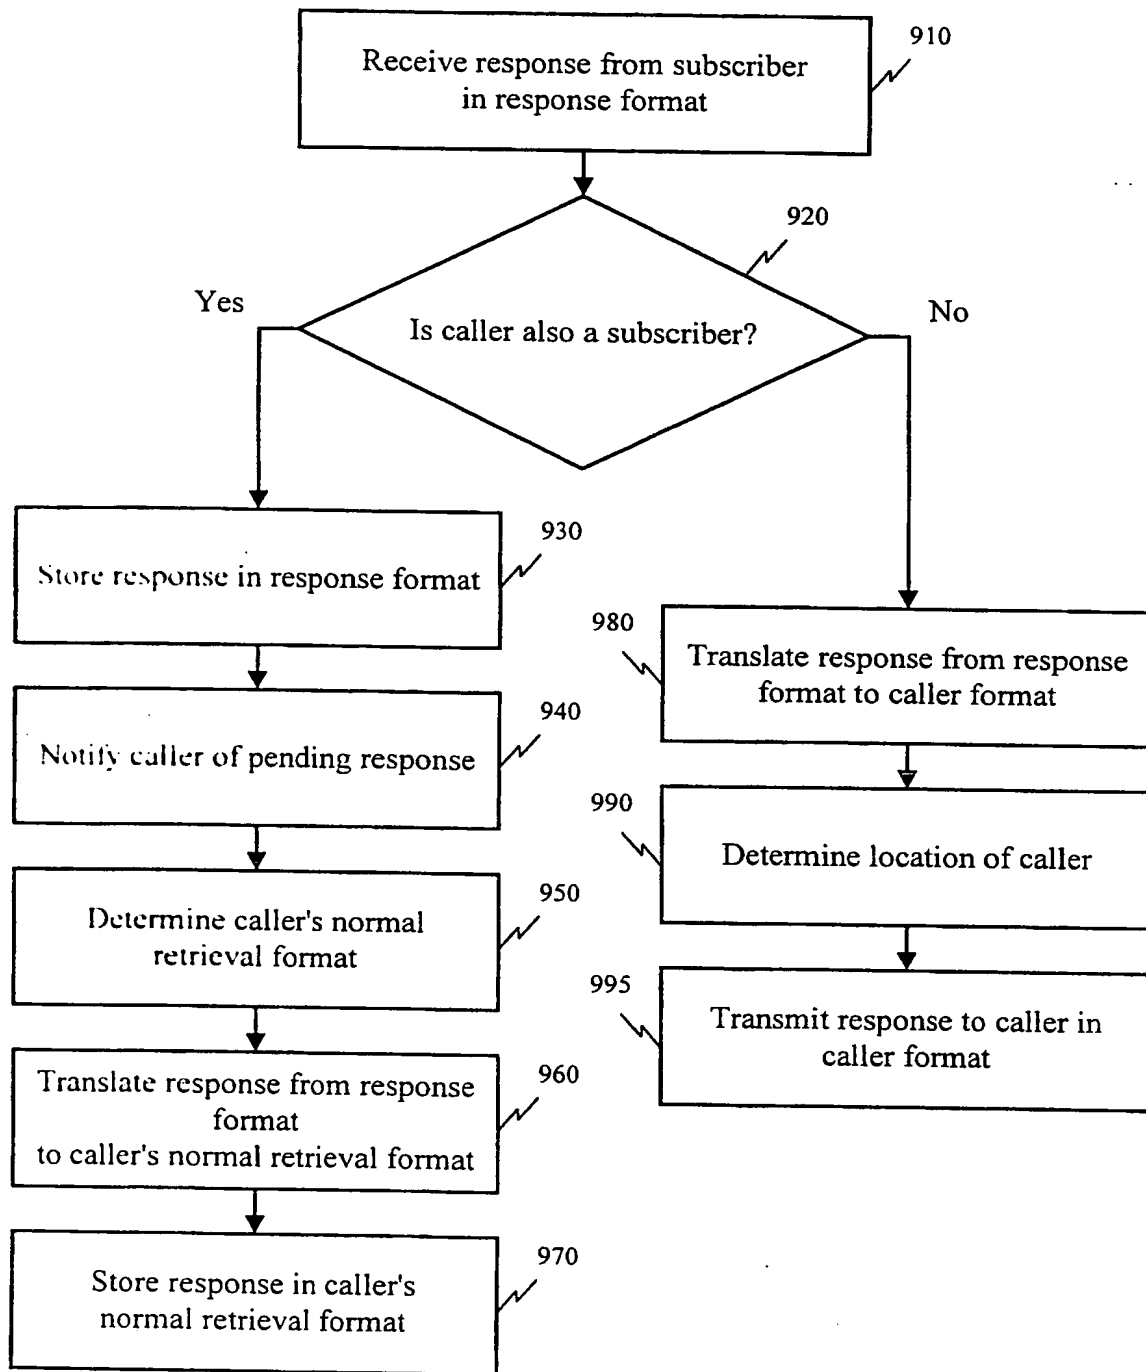 Receive response from subscriber
in response format
910
920
Is caller also a subscriber?
Yes
No
Store response in response format
930
Notify caller of pending response
940
Determine caller's normal
retrieval format
950
Translate response from response
format
to caller's normal retrieval format
960
Store response in caller's
normal retrieval format
970
980
Translate response from response
format to caller format
990
Determine location of caller
995
Transmit response to caller in
caller format